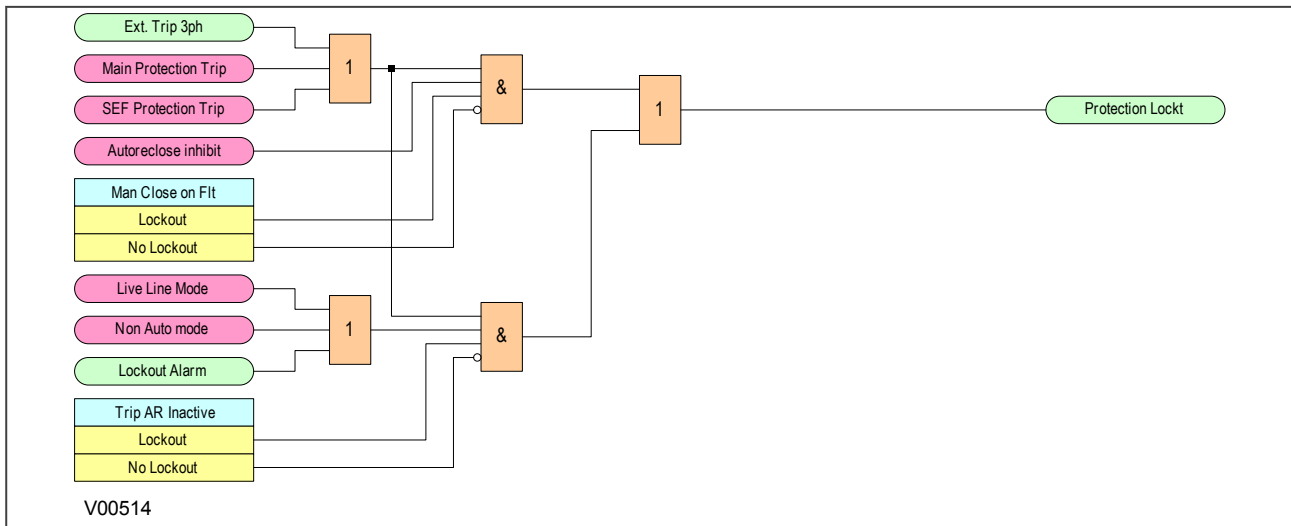 Ext. Trip 3ph
Main Protection Trip
SEF Protection Trip
Autoreclose inhibit
Man Close on Flt
Lockout
No Lockout
1
&
1
Protection Lockt
Live Line Mode
Non Auto mode
Lockout Alarm
1
&
Trip AR Inactive
Lockout
No Lockout
V00514